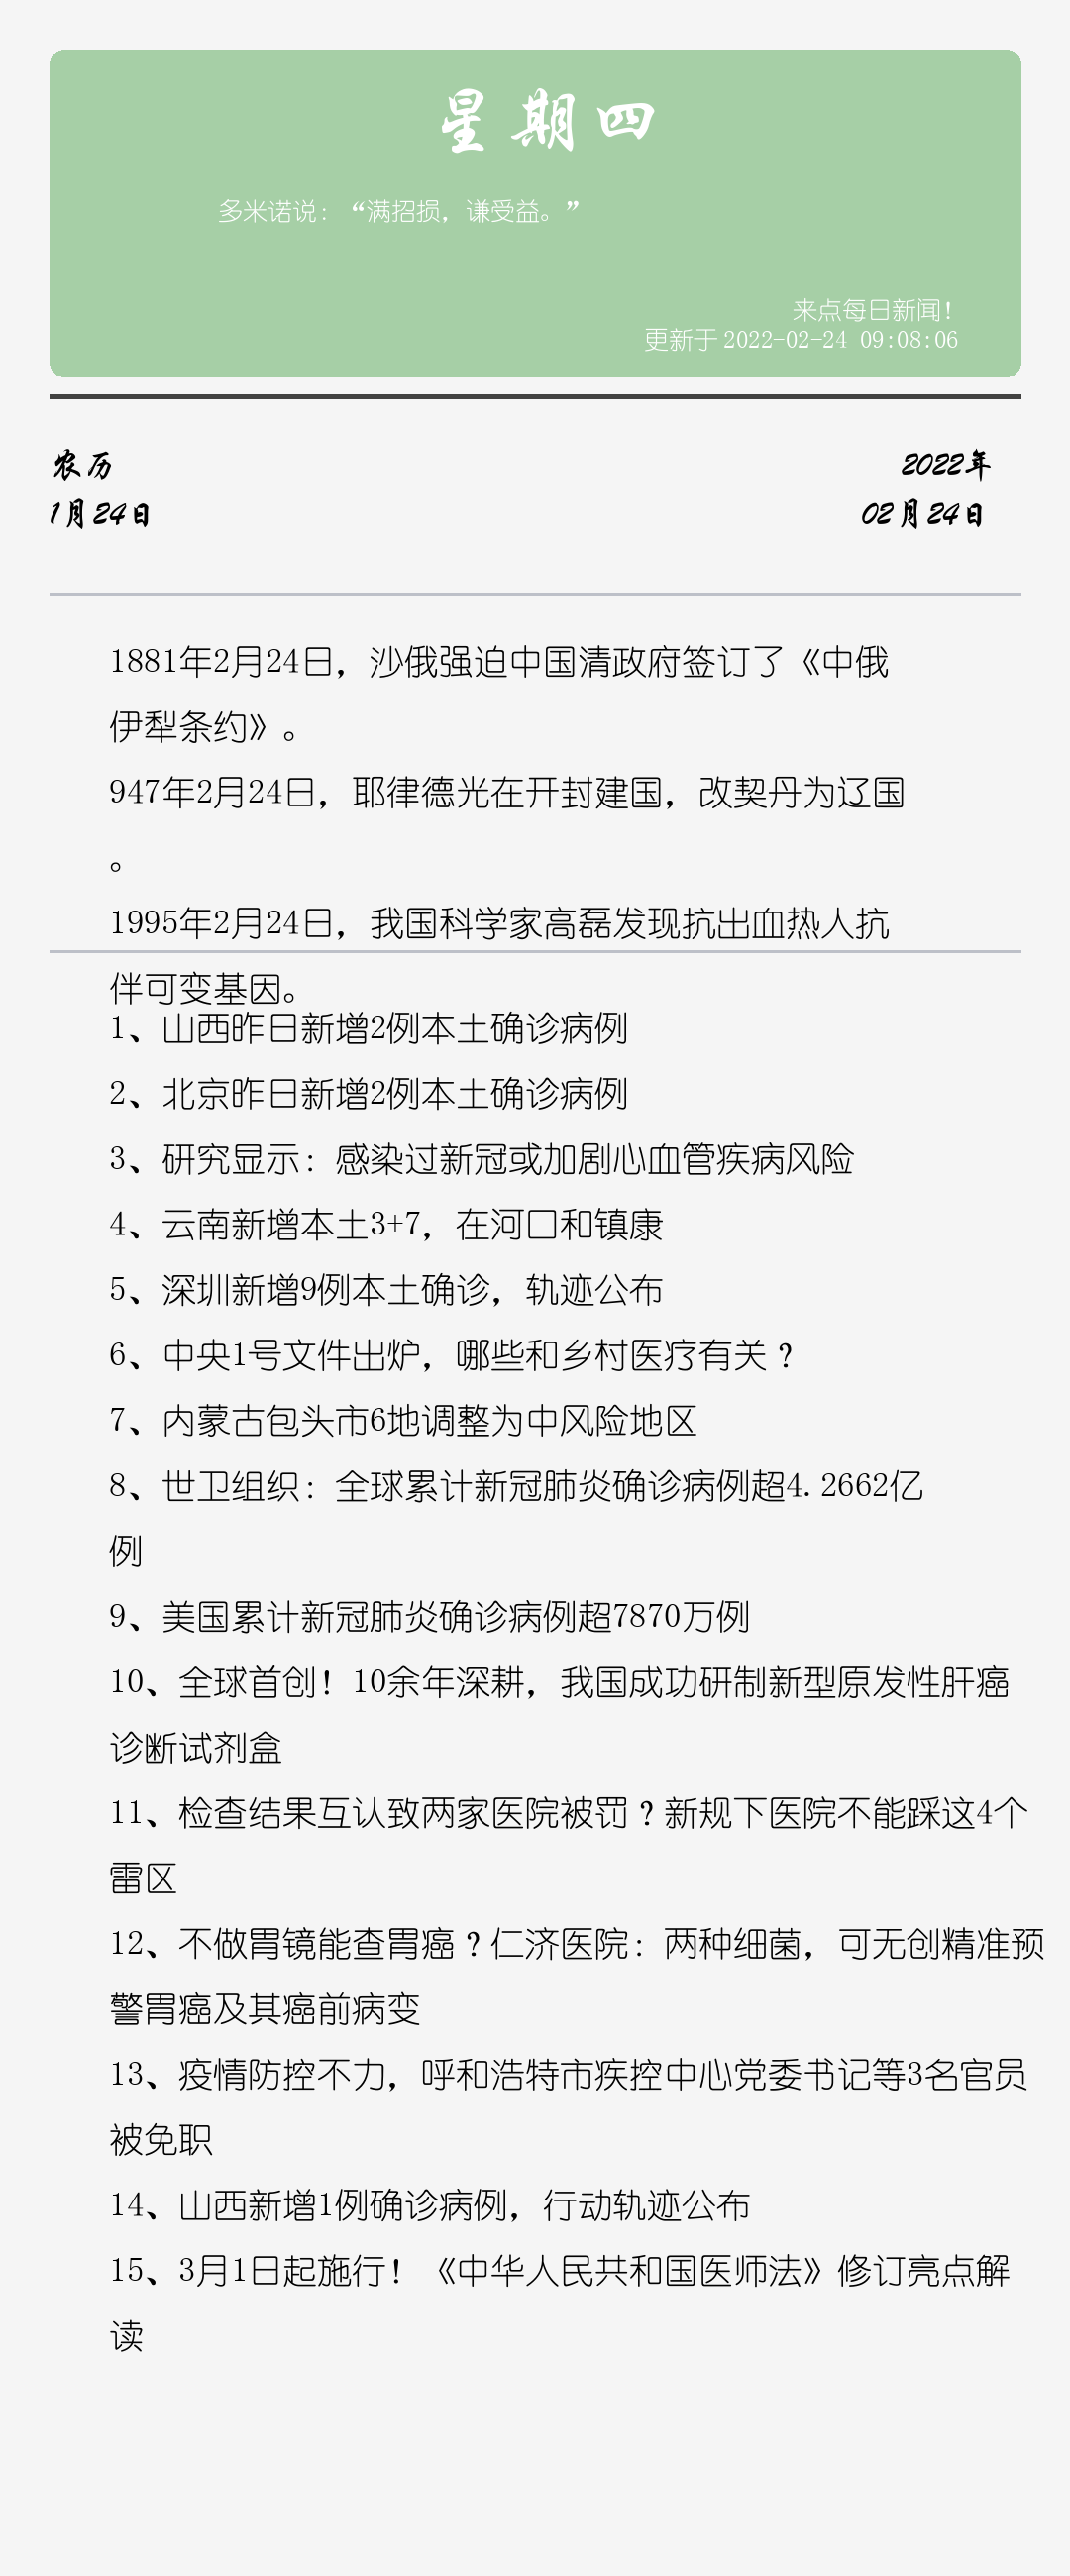 星期四
多米诺说：“满招损，谦受益。”
来点每日新闻！
更新于 2022-02-24 09:08:06
农历
2022年
1月24日
02月24日
1881年2月24日，沙俄强迫中国清政府签订了《中俄
伊犁条约》。
947年2月24日，耶律德光在开封建国，改契丹为辽国
。
1995年2月24日，我国科学家高磊发现抗出血热人抗
伴可变基因。
1、山西昨日新增2例本土确诊病例
2、北京昨日新增2例本土确诊病例
3、研究显示：感染过新冠或加剧心血管疾病风险
4、云南新增本土3+7，在河口和镇康
5、深圳新增9例本土确诊，轨迹公布
6、中央1号文件出炉，哪些和乡村医疗有关？
7、内蒙古包头市6地调整为中风险地区
8、世卫组织：全球累计新冠肺炎确诊病例超4.2662亿
例
9、美国累计新冠肺炎确诊病例超7870万例
10、全球首创！10余年深耕，我国成功研制新型原发性肝癌
诊断试剂盒
11、检查结果互认致两家医院被罚？新规下医院不能踩这4个
雷区
12、不做胃镜能查胃癌？仁济医院：两种细菌，可无创精准预
警胃癌及其癌前病变
13、疫情防控不力，呼和浩特市疾控中心党委书记等3名官员
被免职
14、山西新增1例确诊病例，行动轨迹公布
15、3月1日起施行！《中华人民共和国医师法》修订亮点解
读